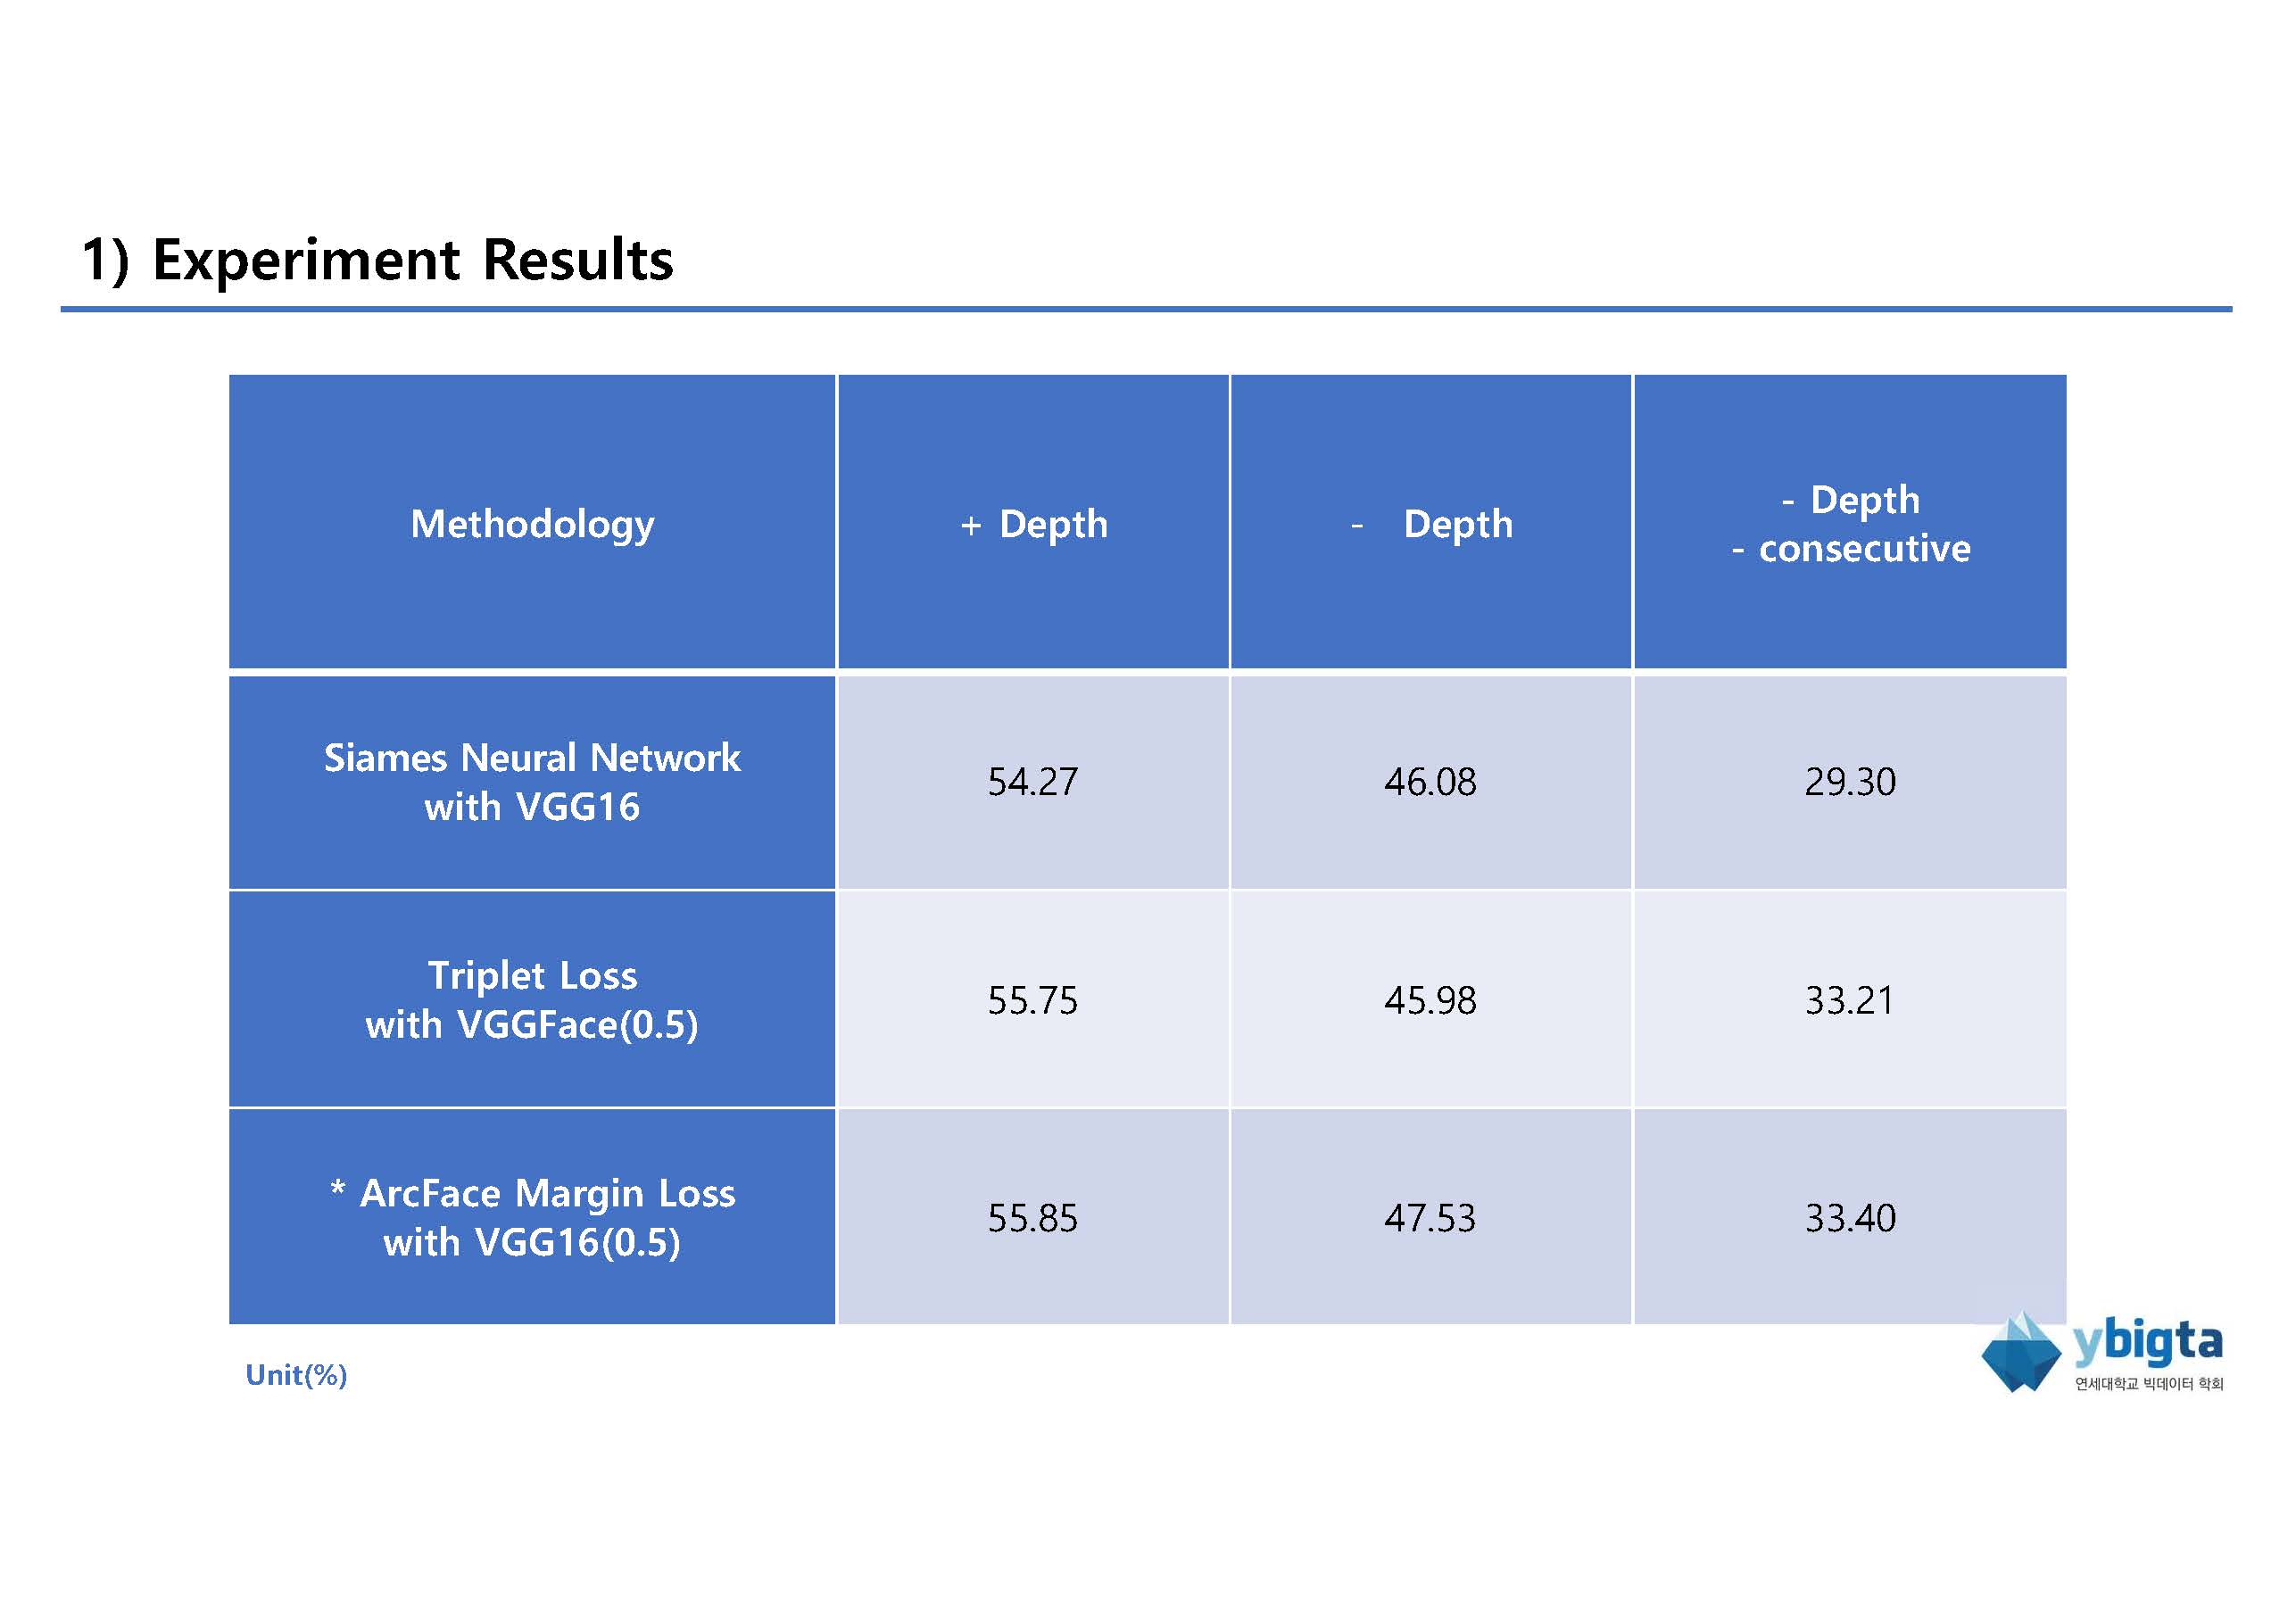 1) Experiment Results
Methodology
+ Depth
- Depth
- Depth
- consecutive
Siames Neural Network
with VGG16
54.27
46.08
29.30
Triplet Loss
with VGGFace(0.5)
55.75
45.98
33.21
* ArcFace Margin Loss
with VGG16(0.5)
55.85
47.53
33.40
Unit(%)
ybigta
연세대학교 빅데이터 학회